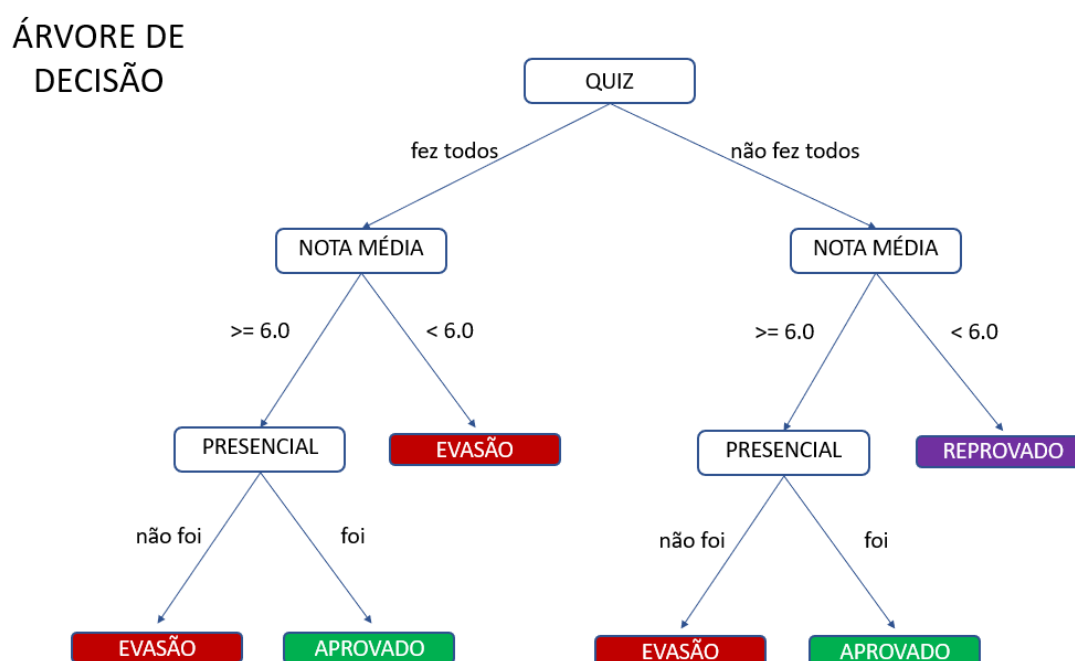 ÁRVORE DE
DECISÃO
QUIZ
fez todos
não fez todos
NOTA MÉDIA
NOTA MÉDIA
>= 6.0
< 6.0
>= 6.0
< 6.0
PRESENCIAL
EVASÃO
PRESENCIAL
REPROVADO
não foi
foi
não foi
foi
EVASÃO
APROVADO
EVASÃO
APROVADO